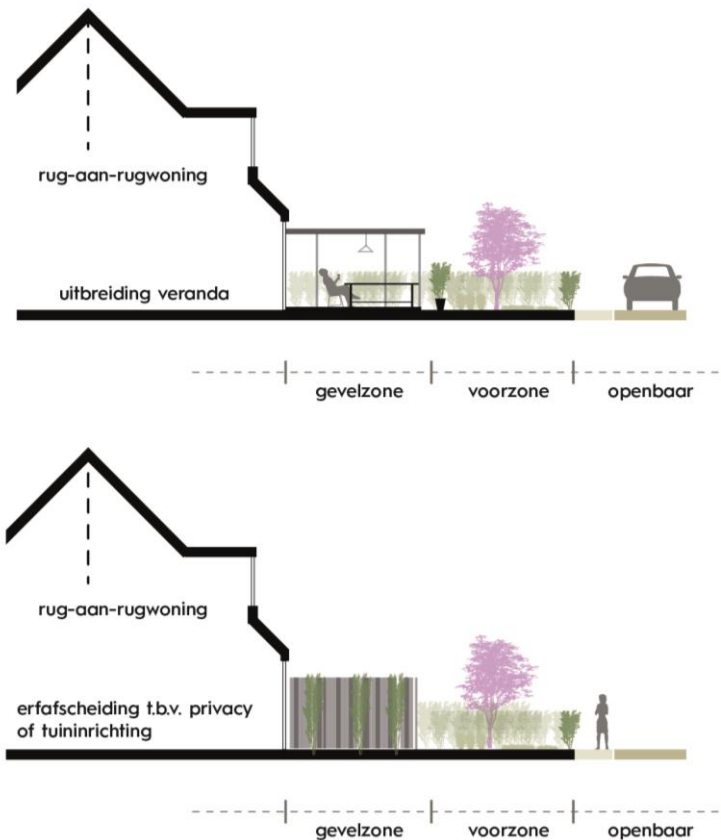 rug-aan-rugwoning
uitbreiding veranda
gevelzone voorzone openbaar
rug-aan-rugwoning
erfafscheiding t.b.v. privacy
of tuininrichting
gevelzone voorzone openbaar